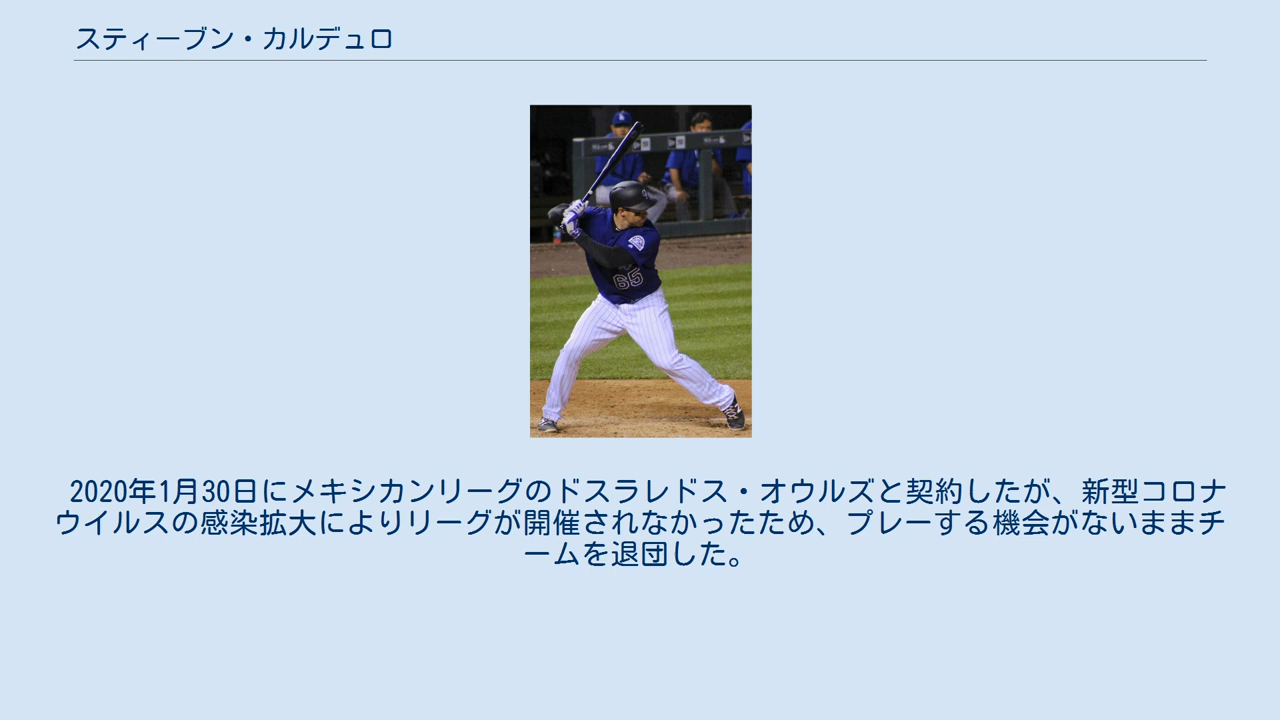 スティーブン・カルデュロ
65
2020年1月30日にメキシカンリーグのドスラレドス・オウルズと契約したが、新型コロナ
ウイルスの感染拡大によりリーグが開催されなかったため、プレーする機会がないままチ
ームを退団した。